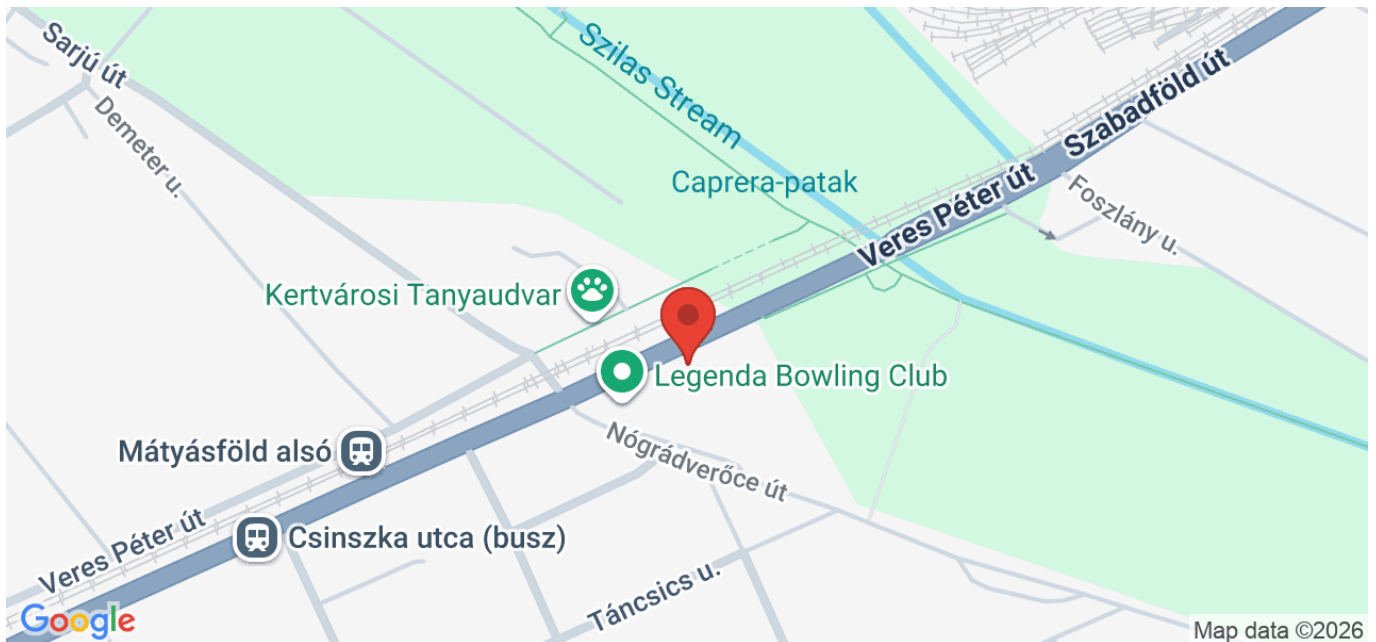 Sarjú út
Demeter u.
Szilas Stream
Caprera-patak
Szabadföld út
Veres Péter út
Foszlány u.
Kertvárosi Tanyaudvar
Legenda Bowling Club
Mátyásföld alsó
Nógrádverőce út
Veres Péter út
Csinszka utca (busz)
Táncsics u.
Google
Map data ©2026